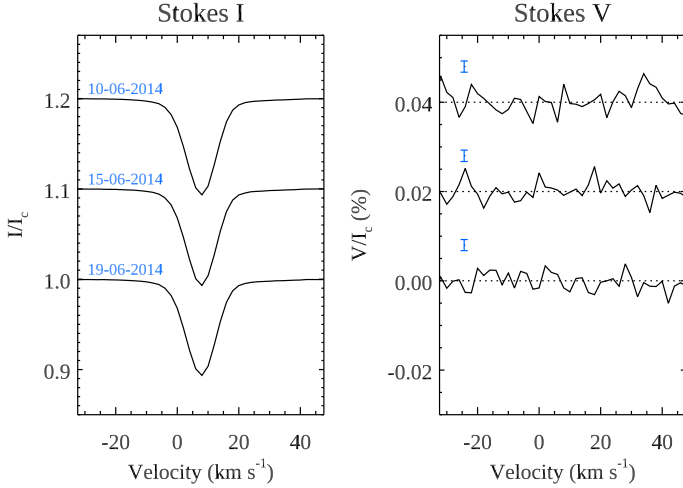 Stokes I
Stokes V
10-06-2014
15-06-2014
19-06-2014
1.2
1.1
1.0
0.9
I/I_c
-20 0 20 40
Velocity (km s⁻¹)
0.04
0.02
0.00
-0.02
V/I_c (%)
-20 0 20 40
Velocity (km s⁻¹)